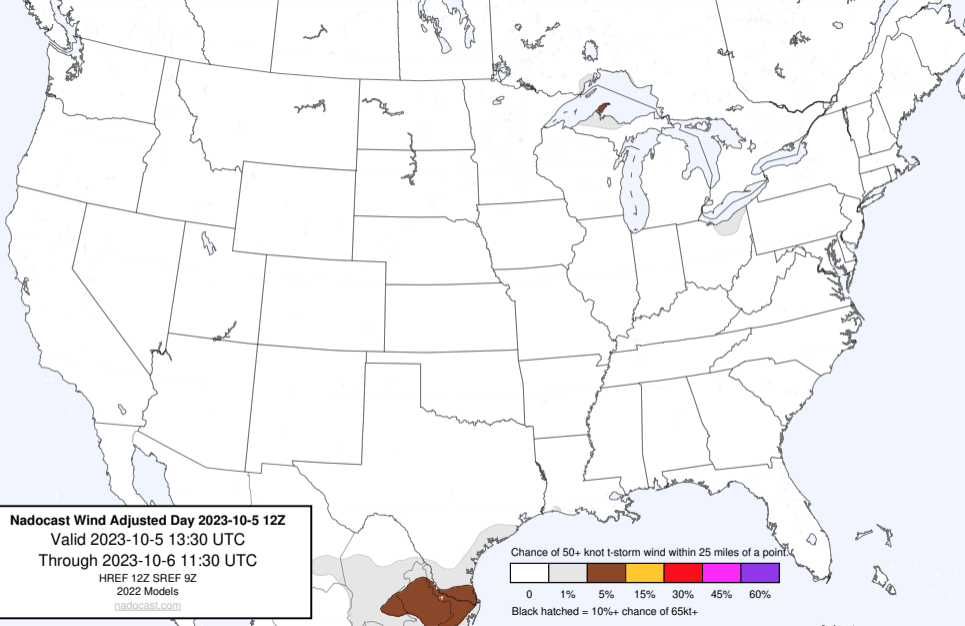 Nadocast Wind Adjusted Day 2023-10-5 12Z
Valid 2023-10-5 13:30 UTC
Through 2023-10-6 11:30 UTC
HREF 12Z SREF 9Z
2022 Models
nadocast.com
Chance of 50+ knot t-storm wind within 25 miles of a point.
0 1% 5% 15% 30% 45% 60%
Black hatched = 10%+ chance of 65kt+